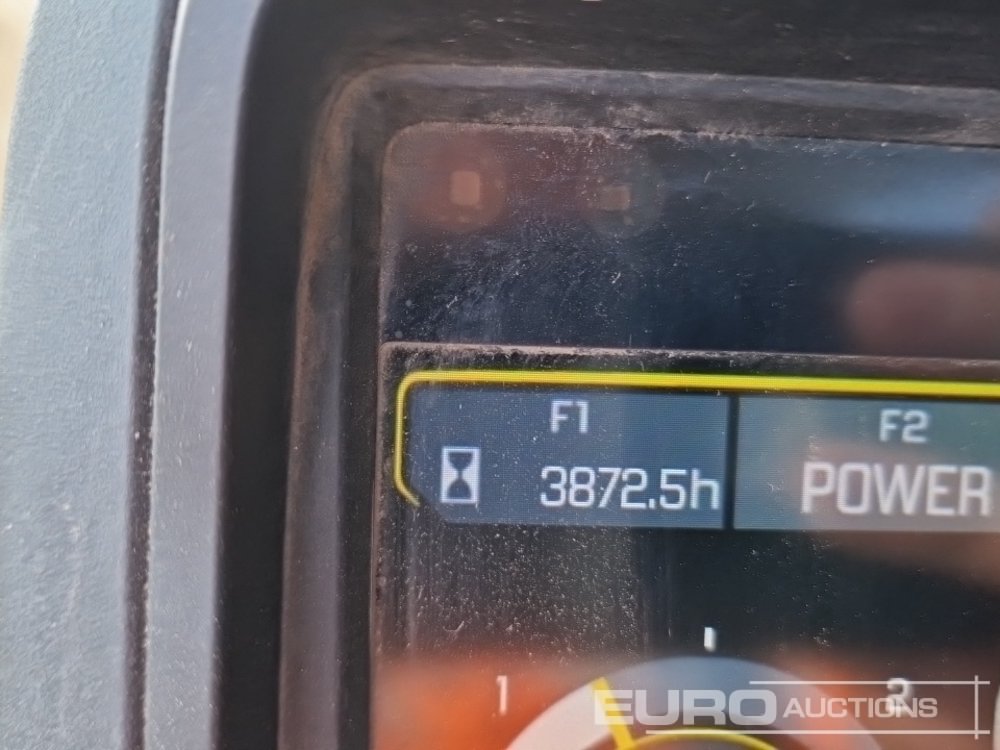 F1 F2
3872.5h POWER
1 2
EURO AUCTIONS